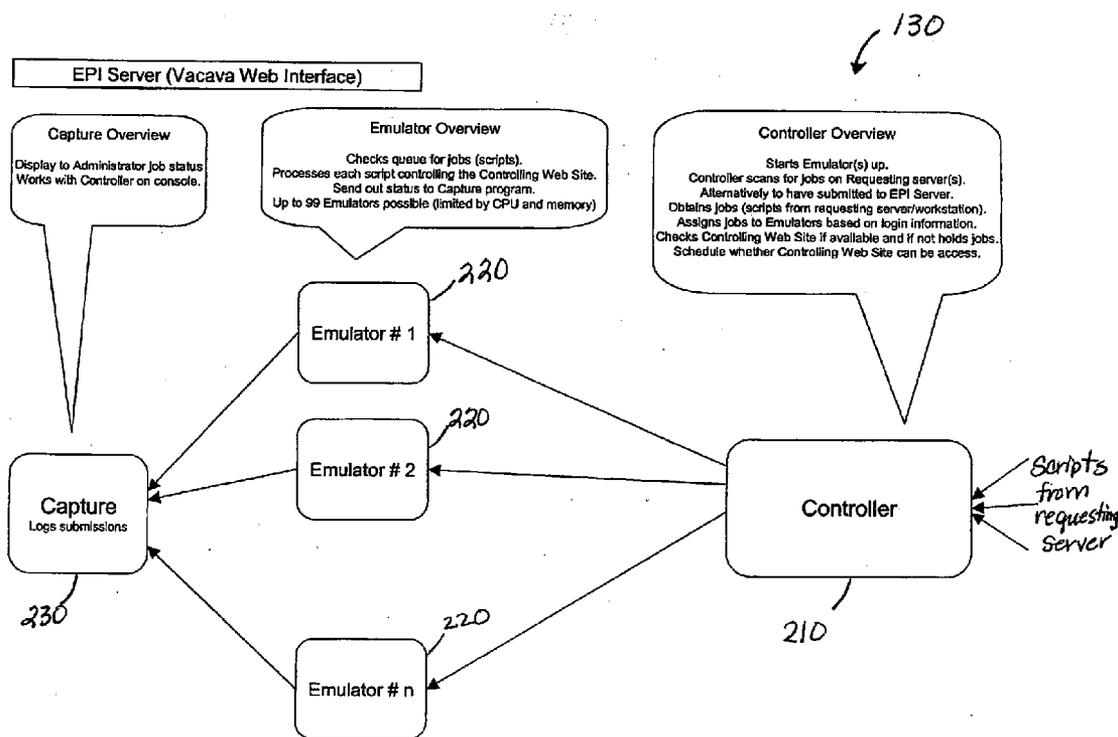 130
EPI Server (Vacava Web Interface)
Capture Overview
Display to Administrator job status
Works with Controller on console.
Emulator Overview
Checks queue for jobs (scripts).
Processes each script controlling the Controlling Web Site.
Send out status to Capture program.
Up to 99 Emulators possible (limited by CPU and memory)
Controller Overview
Starts Emulator(s) up.
Controller scans for jobs on Requesting server(s).
Alternatively to have submitted to EPI Server.
Obtains jobs (scripts from requesting server/workstation).
Assigns jobs to Emulators based on login information.
Checks Controlling Web Site if available and if not holds jobs.
Schedule whether Controlling Web Site can be access.
220
Emulator # 1
220
Emulator # 2
Capture
Logs submissions
230
Controller
210
scripts
from
requesting
server
220
Emulator # n